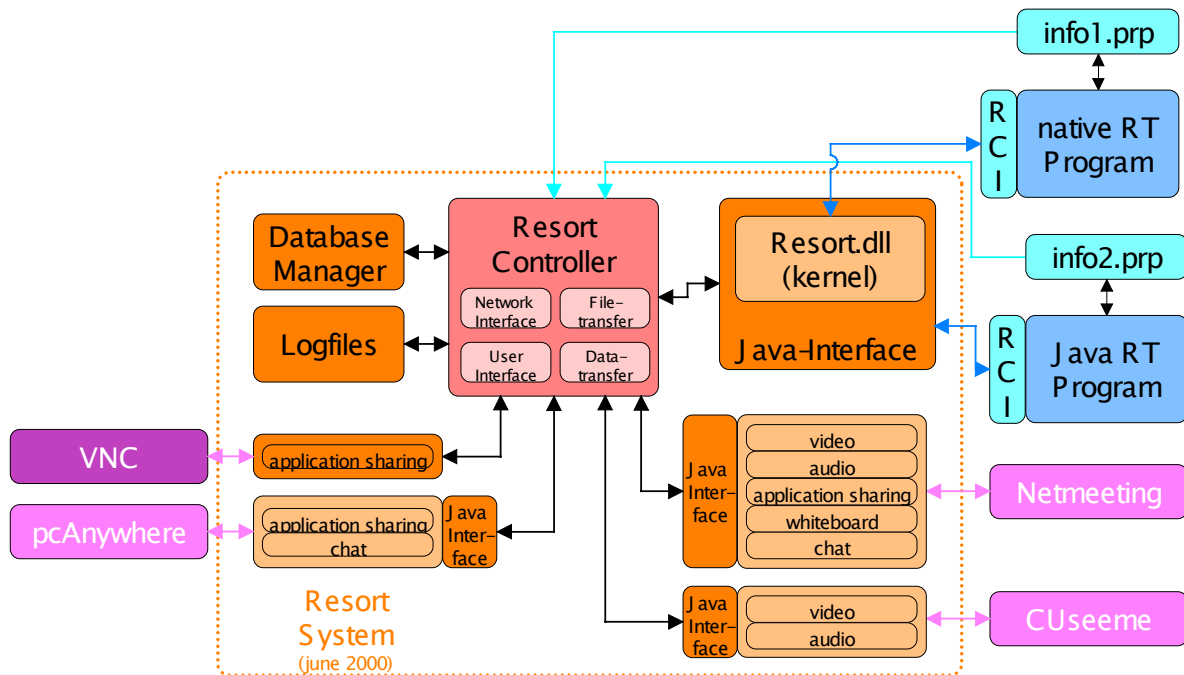 info1.prp
R
C
I
native RT
Program
Database
Manager
Resort
Controller
Network
Interface
File-
transfer
User
Interface
Data-
transfer
Resort.dll
(kernel)
Java-Interface
info2.prp
Logfiles
R
C
I
Java RT
Program
VNC
application sharing
pcAnywhere
application sharing
chat
Java
Inter-
face
Java
Inter-
face
video
audio
application sharing
whiteboard
chat
Netmeeting
Resort
System
(june 2000)
Java
Inter-
face
video
audio
CUseeme